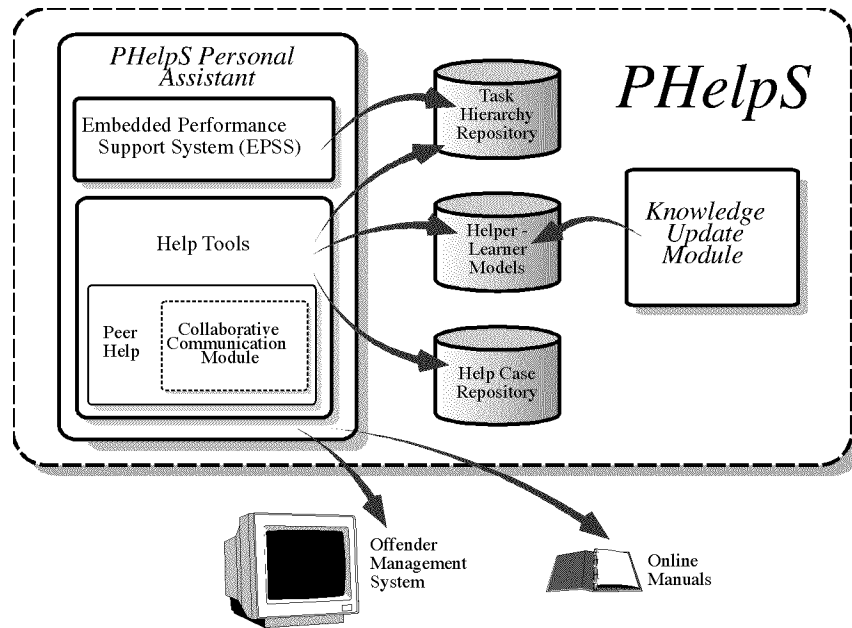 PHelpS Personal
Assistant
Embedded Performance
Support System (EPSS)
Help Tools
Peer
Help
Collaborative
Communication
Module
Task
Hierarchy
Repository
Helper -
Learner
Models
Help Case
Repository
PHelpS
Knowledge
Update
Module
Offender
Management
System
Online
Manuals